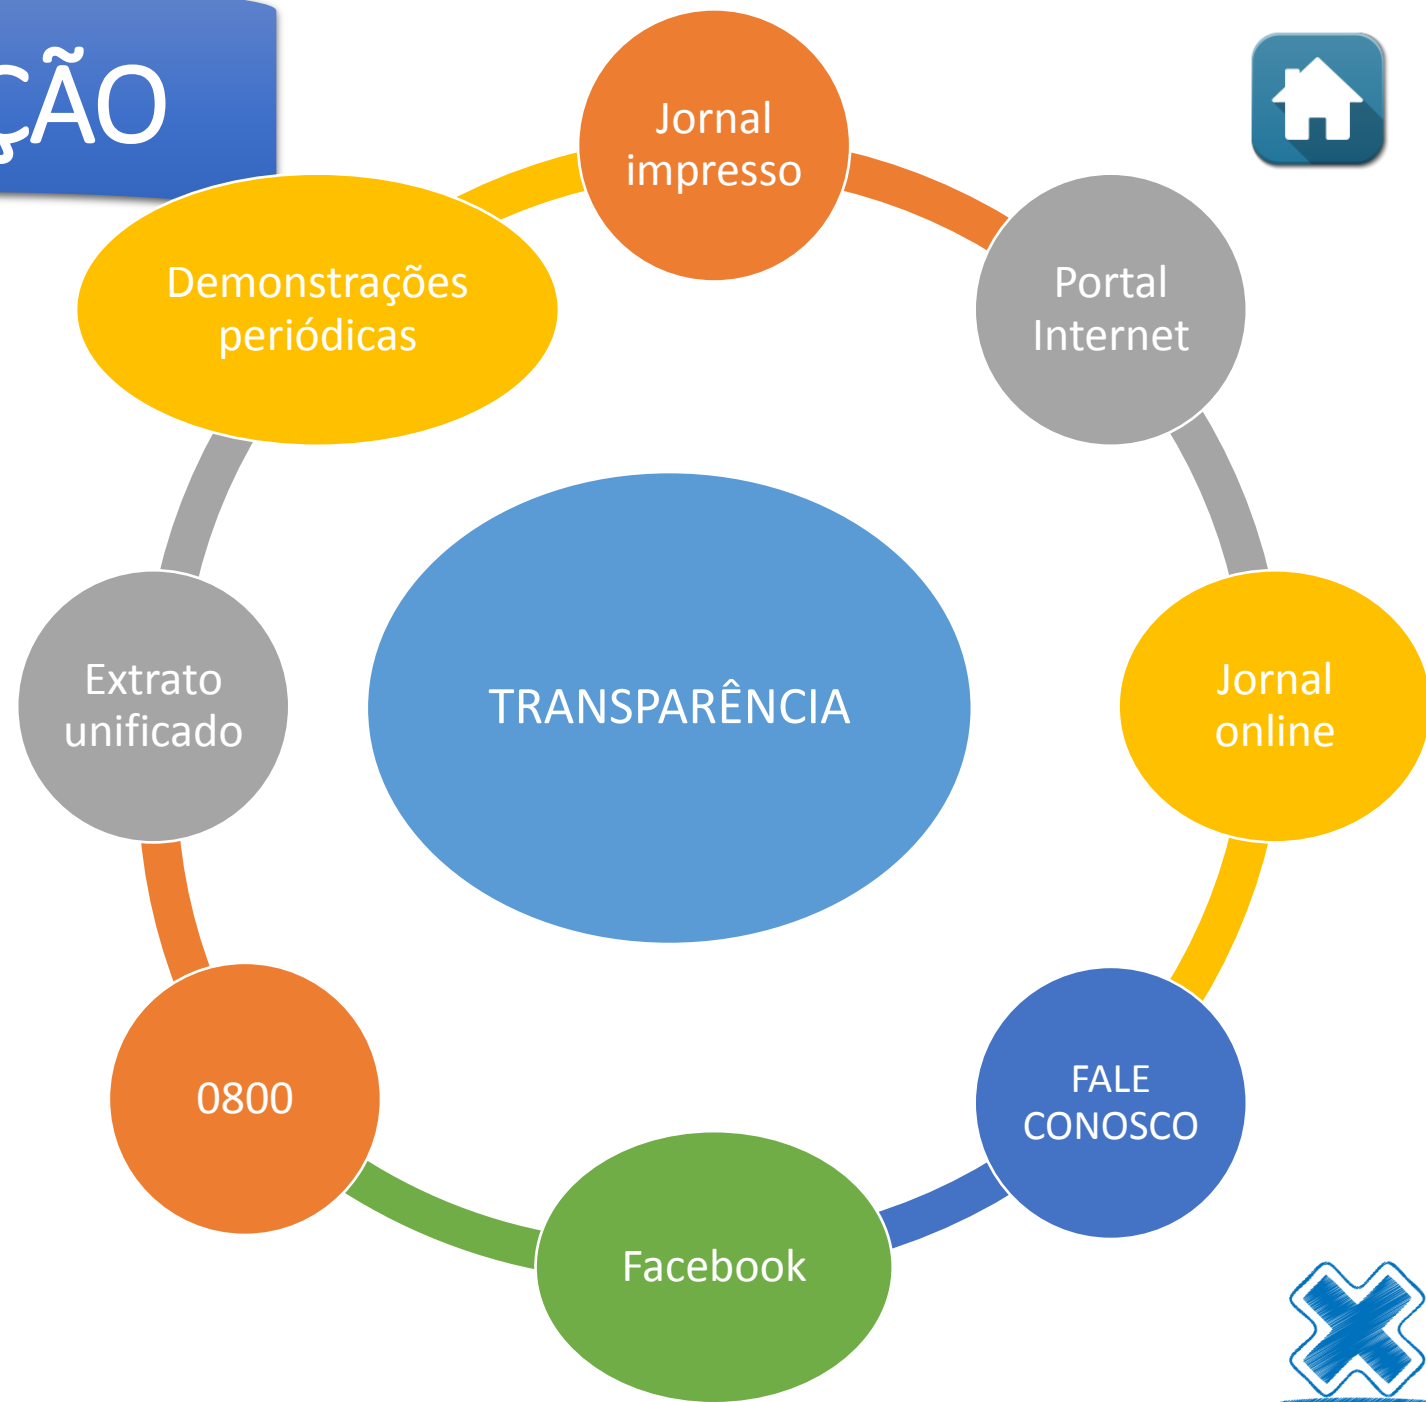 ÇÃO
Jornal
impresso
Portal
Internet
Jornal
online
FALE
CONOSCO
Facebook
0800
Extrato
unificado
Demonstrações
periódicas
TRANSPARÊNCIA